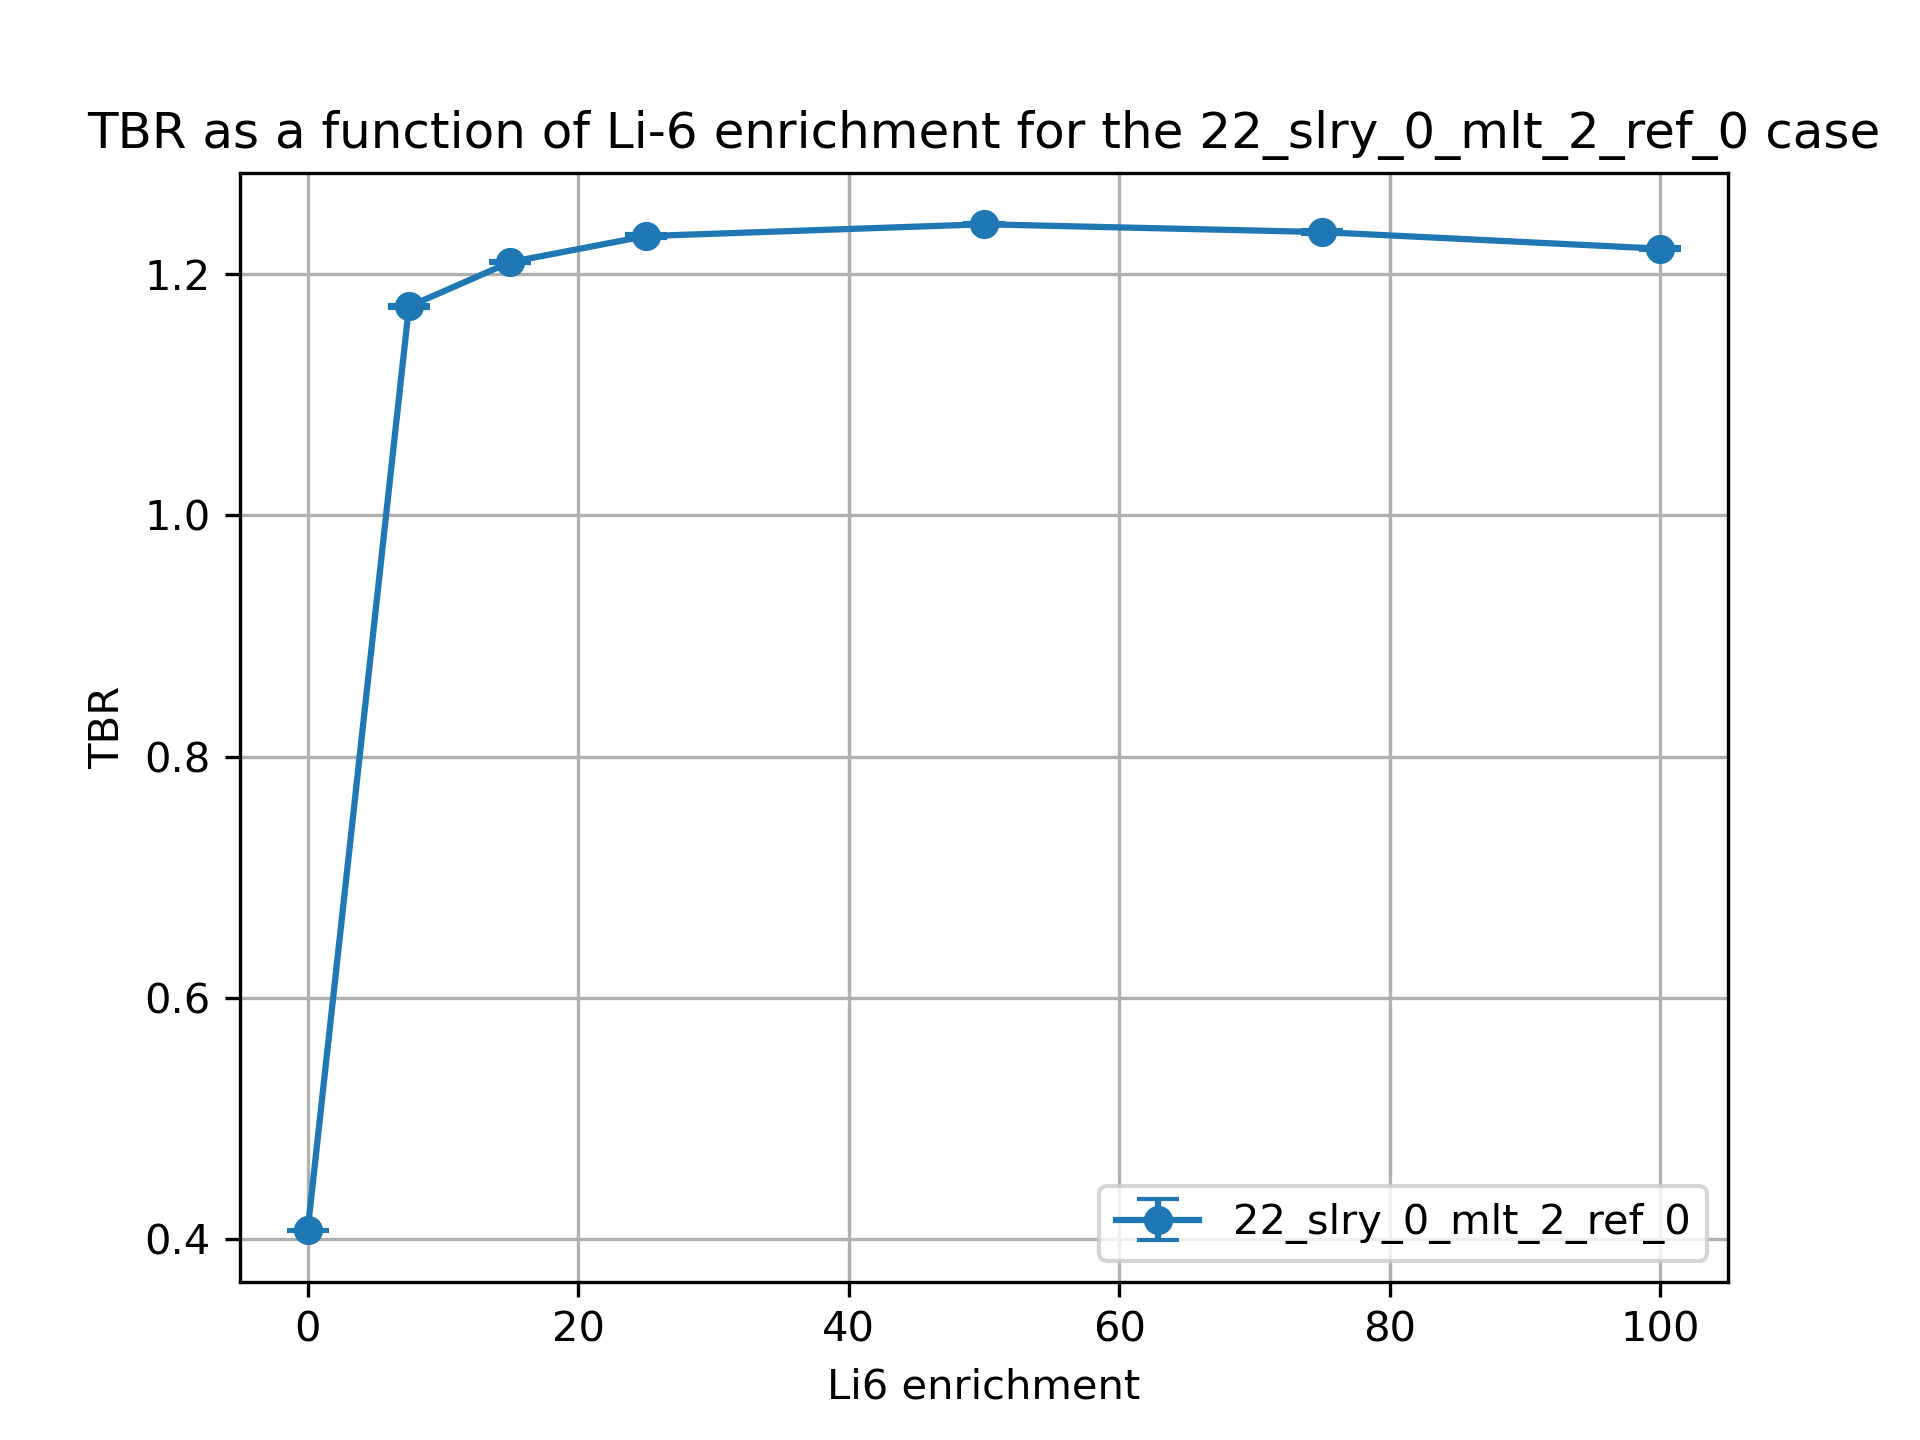 TBR as a function of Li-6 enrichment for the 22_slry_0_mlt_2_ref_0 case
1.2
1.0
0.8
0.6
0.4
TBR
0 20 40 60 80 100
Li6 enrichment
22_slry_0_mlt_2_ref_0